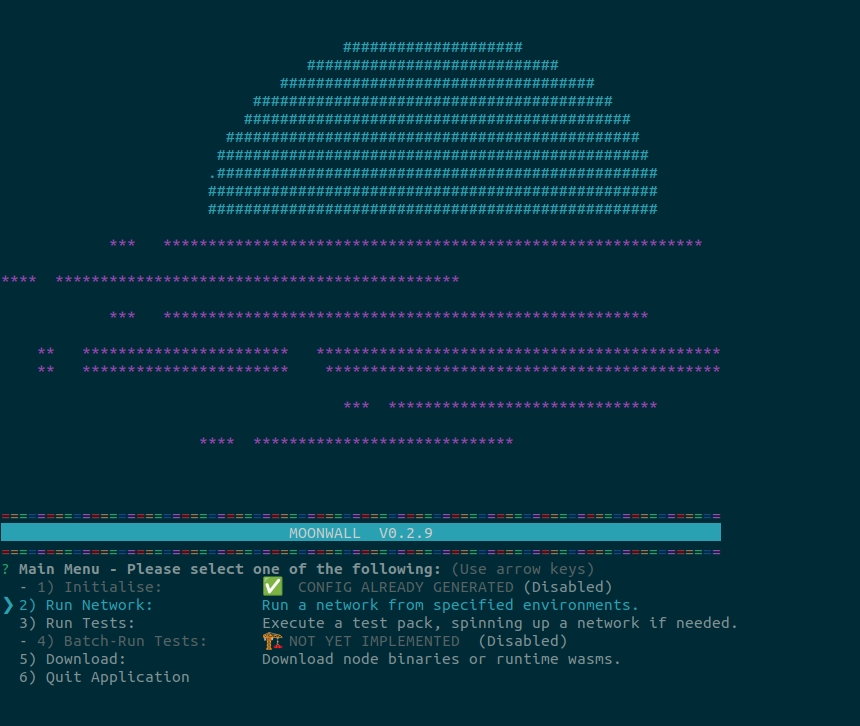 MOONWALL V0.2.9
? Main Menu - Please select one of the following: (Use arrow keys)
- 1) Initialise: ✅ CONFIG ALREADY GENERATED (Disabled)
❯ 2) Run Network: Run a network from specified environments.
3) Run Tests: Execute a test pack, spinning up a network if needed.
- 4) Batch-Run Tests: 🏗 NOT YET IMPLEMENTED (Disabled)
5) Download: Download node binaries or runtime wasms.
6) Quit Application